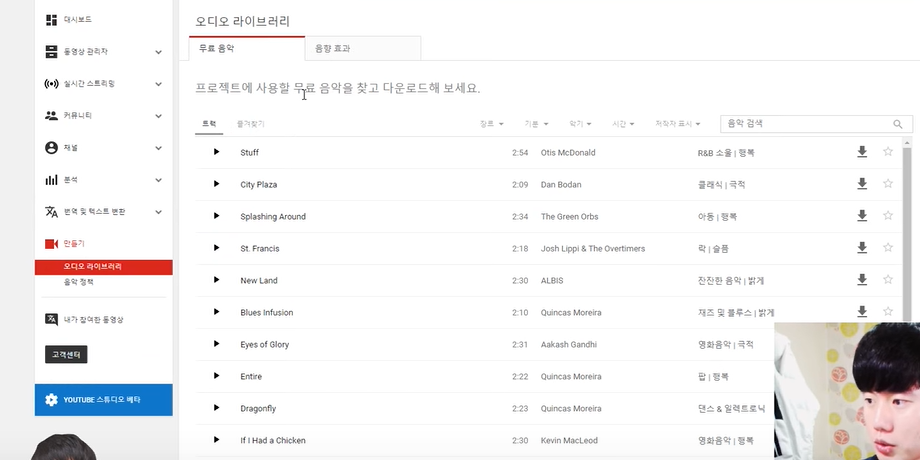 대시보드
동영상 관리자
실시간 스트리밍
커뮤니티
채널
분석
번역 및 텍스트 변환
만들기
오디오 라이브러리
음악 정책
내가 참여한 동영상
고객센터
YOUTUBE 스튜디오 베타
오디오 라이브러리
무료 음악 음향 효과
프로젝트에 사용할 무료 음악을 찾고 다운로드해 보세요.
트랙 즐겨찾기 장르 기분 악기 시간 저작자 표시 음악 검색
Stuff 2:54 Otis McDonald R&B 소울 | 행복
City Plaza 2:09 Dan Bodan 클래식 | 극적
Splashing Around 2:34 The Green Orbs 아동 | 행복
St. Francis 2:18 Josh Lippi & The Overtimers 락 | 슬픔
New Land 2:30 ALBIS 잔잔한 음악 | 밝게
Blues Infusion 2:10 Quincas Moreira 재즈 및 블루스 | 밝게
Eyes of Glory 2:31 Aakash Gandhi 영화음악 | 극적
Entire 2:22 Quincas Moreira 팝 | 행복
Dragonfly 2:23 Quincas Moreira 댄스 & 일렉트로닉
If I Had a Chicken 2:30 Kevin MacLeod 영화음악 | 행복